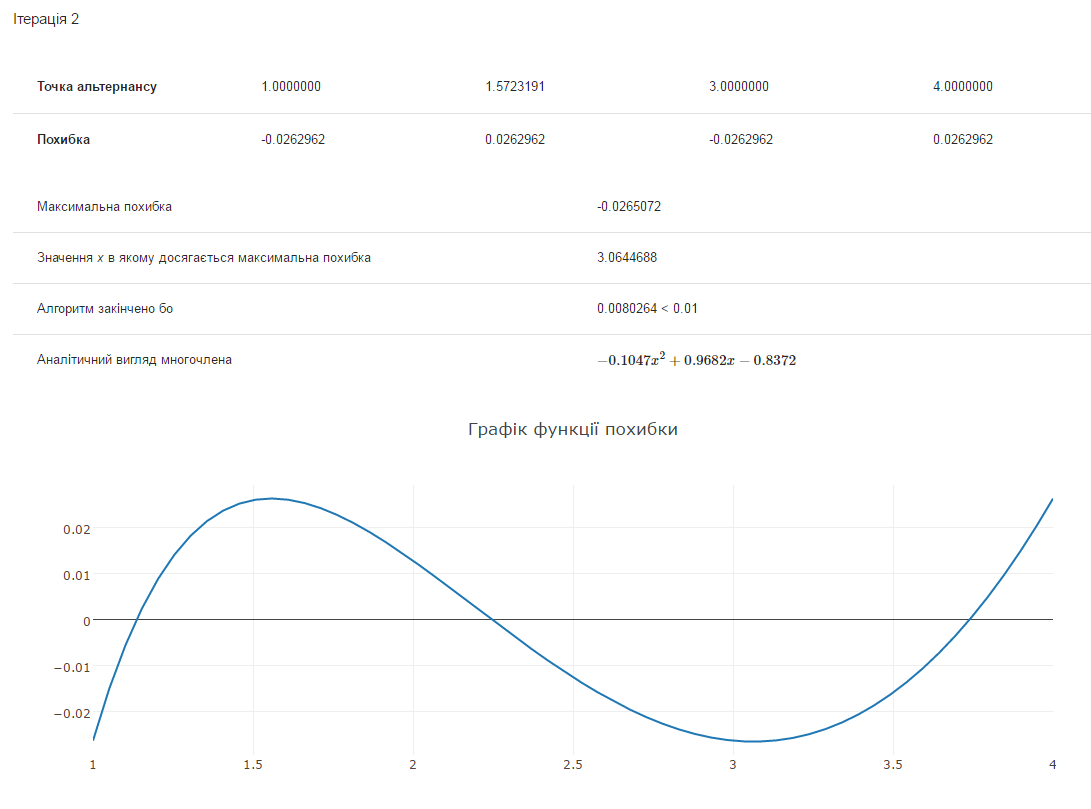 Ітерація 2
Точка альтернансу 1.0000000 1.5723191 3.0000000 4.0000000
Похибка -0.0262962 0.0262962 -0.0262962 0.0262962
Максимальна похибка -0.0265072
Значення x в якому досягається максимальна похибка 3.0644688
Алгоритм закінчено бо 0.0080264 < 0.01
Аналітичний вигляд многочлена −0.1047x² + 0.9682x − 0.8372
Графік функції похибки
0.02
0.01
0
−0.01
−0.02
1 1.5 2 2.5 3 3.5 4